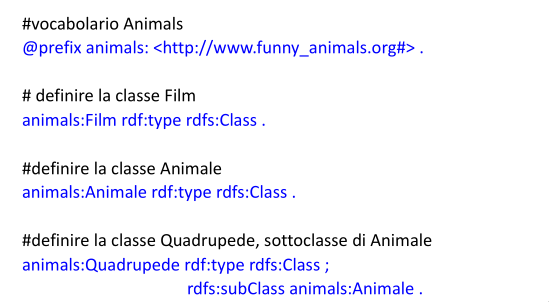 #vocabolario Animals
@prefix animals: <http://www.funny_animals.org#> .
# definire la classe Film
animals:Film rdf:type rdfs:Class .
#definire la classe Animale
animals:Animale rdf:type rdfs:Class .
#definire la classe Quadrupede, sottoclasse di Animale
animals:Quadrupede rdf:type rdfs:Class ;
rdfs:subClass animals:Animale .